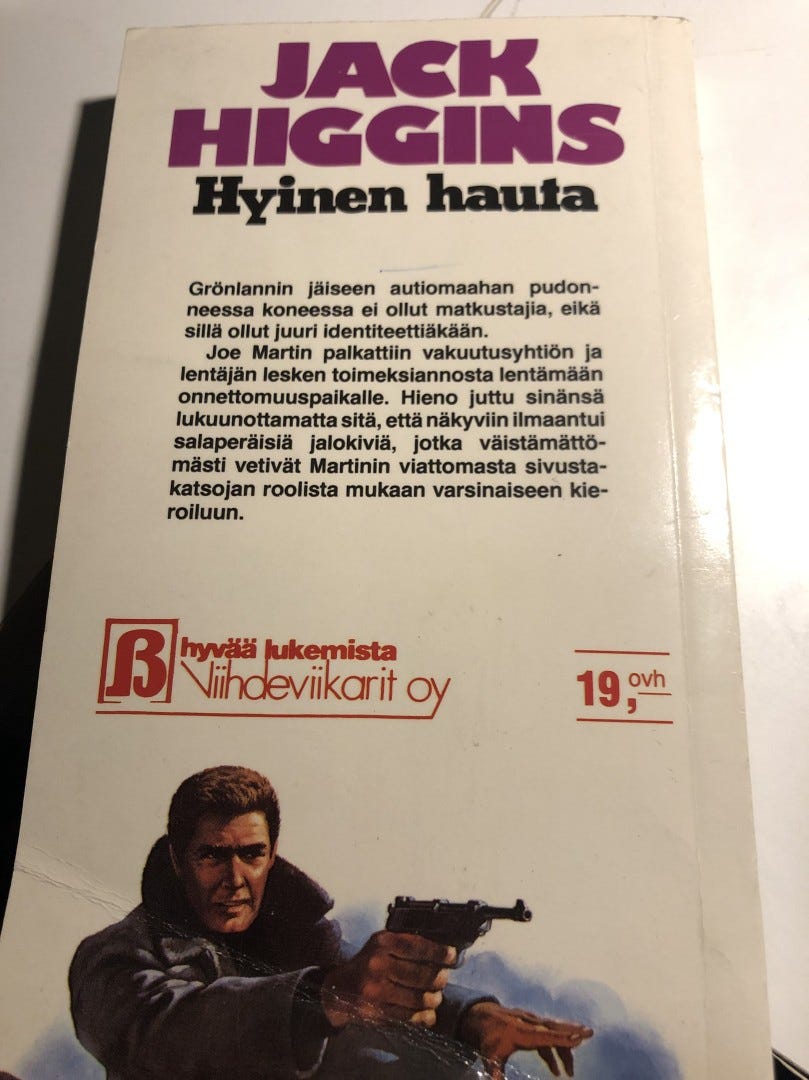 JACK
HIGGINS
Hyinen hauta
Grönlannin jäiseen autiomaahan pudon-
neessa koneessa ei ollut matkustajia, eikä
sillä ollut juuri identiteettiäkään.
Joe Martin palkattiin vakuutusyhtiön ja
lentäjän lesken toimeksiannosta lentämään
onnettomuuspaikalle. Hieno juttu sinänsä
lukuunottamatta sitä, että näkyviin ilmaantui
salaperäisiä jalokiviä, jotka väistämättö-
mästi vetivät Martinin viattomasta sivusta-
katsojan roolista mukaan varsinaiseen kie-
roiluun.
hyvää lukemista
Viihdeviikarit oy
19, ovh